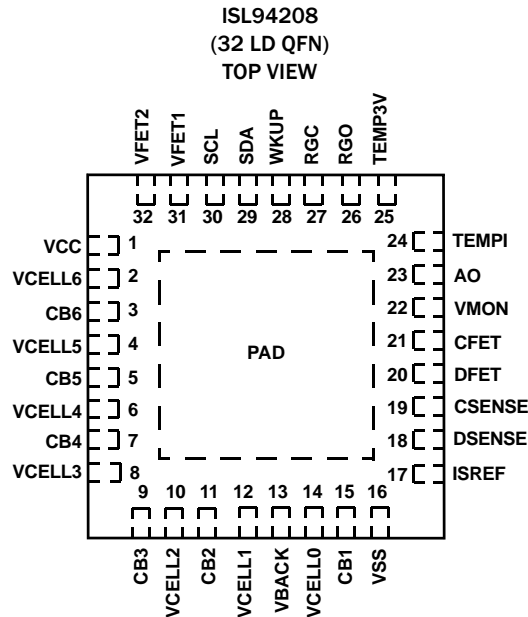 ISL94208
(32 LD QFN)
TOP VIEW
VFET2
VFET1
SCL
SDA
WKUP
RGC
RGO
TEMP3V
32 31 30 29 28 27 26 25
VCC 1
VCELL6 2
CB6 3
VCELL5 4
CB5 5
VCELL4 6
CB4 7
VCELL3 8
PAD
24 TEMPI
23 AO
22 VMON
21 CFET
20 DFET
19 CSENSE
18 DSENSE
17 ISREF
9 10 11 12 13 14 15 16
CB3
VCELL2
CB2
VCELL1
VBACK
VCELL0
CB1
VSS